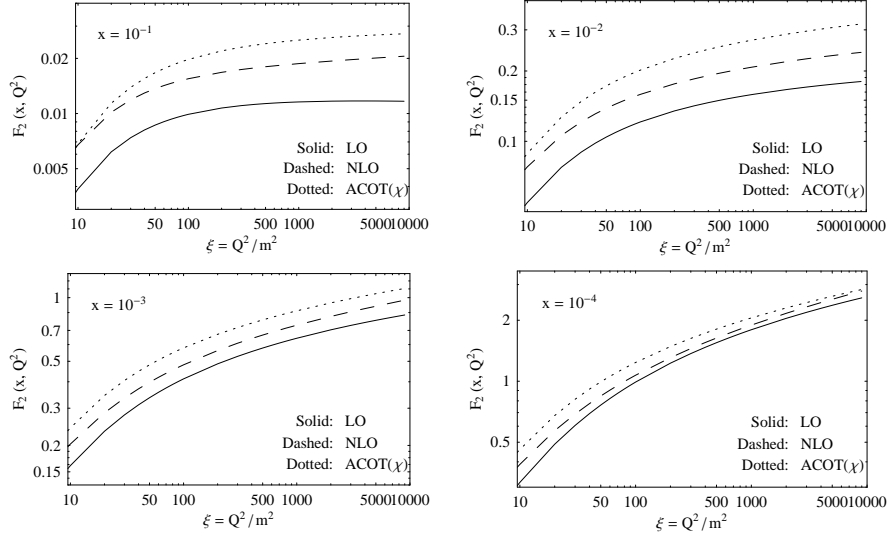 x = 10⁻¹
F₂ (x, Q²)
0.02
0.01
0.005
Solid: LO
Dashed: NLO
Dotted: ACOT(χ)
10 50 100 500 1000 5000 10000
ξ = Q²/m²
x = 10⁻²
F₂ (x, Q²)
0.3
0.2
0.15
0.1
Solid: LO
Dashed: NLO
Dotted: ACOT(χ)
10 50 100 500 1000 5000 10000
ξ = Q²/m²
x = 10⁻³
F₂ (x, Q²)
1
0.7
0.5
0.3
0.2
0.15
Solid: LO
Dashed: NLO
Dotted: ACOT(χ)
10 50 100 500 1000 5000 10000
ξ = Q²/m²
x = 10⁻⁴
F₂ (x, Q²)
2
1
0.5
Solid: LO
Dashed: NLO
Dotted: ACOT(χ)
10 50 100 500 1000 5000 10000
ξ = Q²/m²